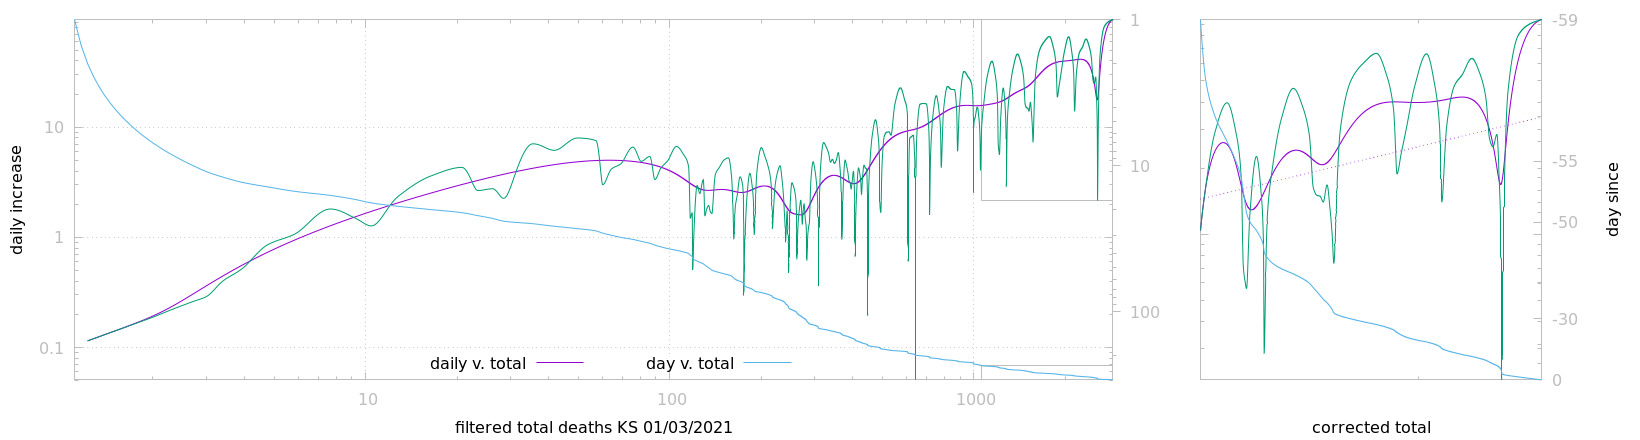 daily increase
10
1
0.1
daily v. total
day v. total
10
100
1000
filtered total deaths KS 01/03/2021
1
10
100
-59
-55
-50
-30
0
day since
corrected total